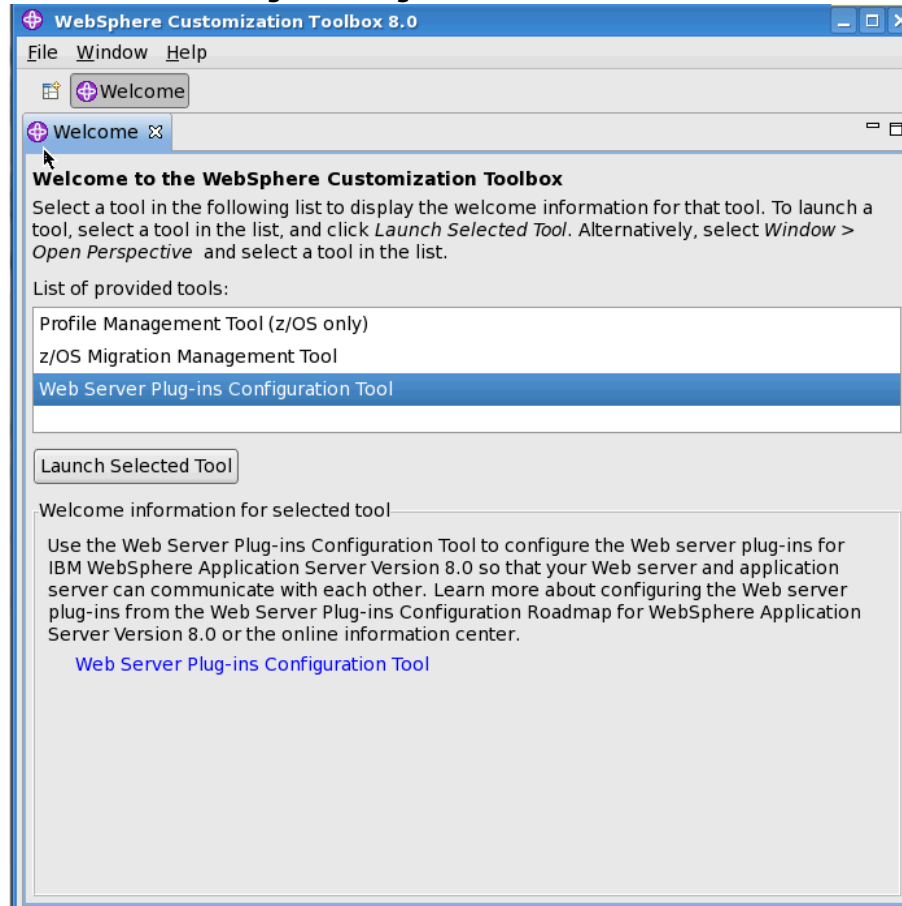 WebSphere Customization Toolbox 8.0
File Window Help
Welcome
Welcome
Welcome to the WebSphere Customization Toolbox
Select a tool in the following list to display the welcome information for that tool. To launch a
tool, select a tool in the list, and click Launch Selected Tool. Alternatively, select Window >
Open Perspective and select a tool in the list.
List of provided tools:
Profile Management Tool (z/OS only)
z/OS Migration Management Tool
Web Server Plug-ins Configuration Tool
Launch Selected Tool
Welcome information for selected tool
Use the Web Server Plug-ins Configuration Tool to configure the Web server plug-ins for
IBM WebSphere Application Server Version 8.0 so that your Web server and application
server can communicate with each other. Learn more about configuring the Web server
plug-ins from the Web Server Plug-ins Configuration Roadmap for WebSphere Application
Server Version 8.0 or the online information center.
Web Server Plug-ins Configuration Tool